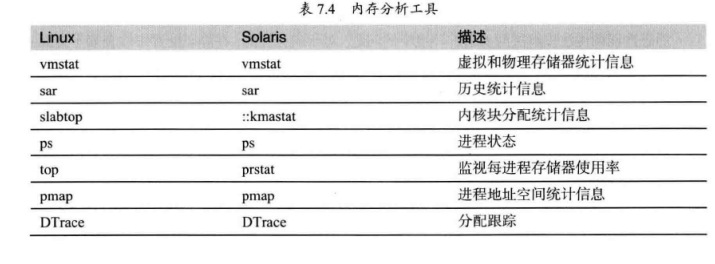 表 7.4 内存分析工具
Linux Solaris 描述
vmstat vmstat 虚拟和物理存储器统计信息
sar sar 历史统计信息
slabtop ::kmastat 内核块分配统计信息
ps ps 进程状态
top prstat 监视每进程存储器使用率
pmap pmap 进程地址空间统计信息
DTrace DTrace 分配跟踪